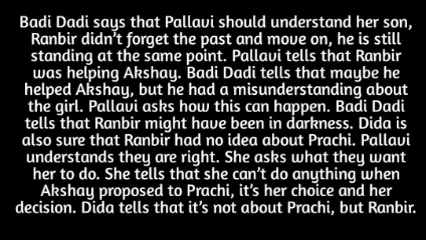 Badi Dadi says that Pallavi should understand her son,
Ranbir didn't forget the past and move on, he is still
standing at the same point. Pallavi tells that Ranbir
was helping Akshay. Badi Dadi tells that maybe he
helped Akshay, but he had a misunderstanding about
the girl. Pallavi asks how this can happen. Badi Dadi
tells that Ranbir might have been in darkness. Dida is
also sure that Ranbir had no idea about Prachi. Pallavi
understands they are right. She asks what they want
her to do. She tells that she can't do anything when
Akshay proposed to Prachi, it's her choice and her
decision. Dida tells that it's not about Prachi, but Ranbir.